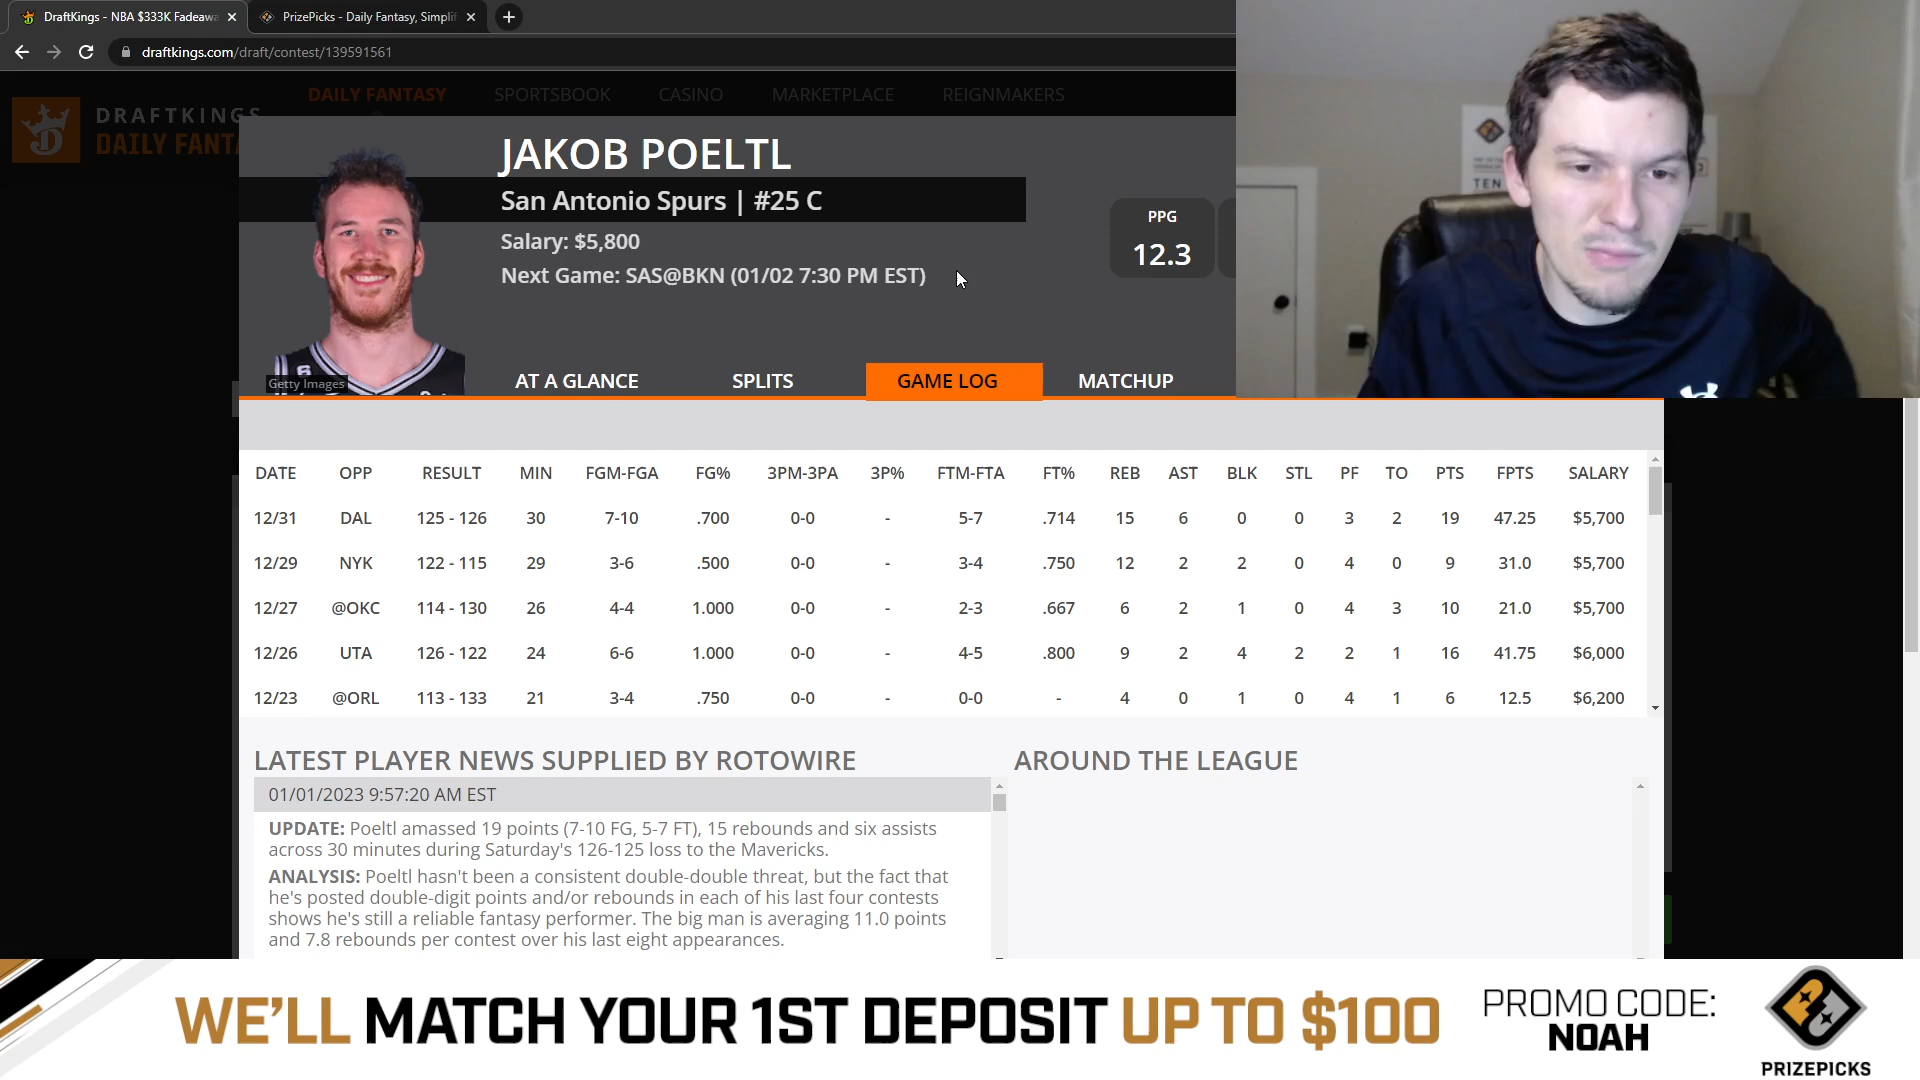 DraftKings - NBA $333K Fadeawa
PrizePicks - Daily Fantasy, Simplif
draftkings.com/draft/contest/139591561
DAILY FANTASY SPORTSBOOK CASINO MARKETPLACE REIGNMAKERS
DRAFTKINGS
DAILY FANTA
JAKOB POELTL
San Antonio Spurs | #25 C
Salary: $5,800
Next Game: SAS@BKN (01/02 7:30 PM EST)
PPG
12.3
TEN
Getty Images
AT A GLANCE SPLITS GAME LOG MATCHUP
DATE OPP RESULT MIN FGM-FGA FG% 3PM-3PA 3P% FTM-FTA FT% REB AST BLK STL PF TO PTS FPTS SALARY
12/31 DAL 125 - 126 30 7-10 .700 0-0 - 5-7 .714 15 6 0 0 3 2 19 47.25 $5,700
12/29 NYK 122 - 115 29 3-6 .500 0-0 - 3-4 .750 12 2 2 0 4 0 9 31.0 $5,700
12/27 @OKC 114 - 130 26 4-4 1.000 0-0 - 2-3 .667 6 2 1 0 4 3 10 21.0 $5,700
12/26 UTA 126 - 122 24 6-6 1.000 0-0 - 4-5 .800 9 2 4 2 2 1 16 41.75 $6,000
12/23 @ORL 113 - 133 21 3-4 .750 0-0 - 0-0 - 4 0 1 0 4 1 6 12.5 $6,200
LATEST PLAYER NEWS SUPPLIED BY ROTOWIRE
AROUND THE LEAGUE
01/01/2023 9:57:20 AM EST
UPDATE: Poeltl amassed 19 points (7-10 FG, 5-7 FT), 15 rebounds and six assists
across 30 minutes during Saturday's 126-125 loss to the Mavericks.
ANALYSIS: Poeltl hasn't been a consistent double-double threat, but the fact that
he's posted double-digit points and/or rebounds in each of his last four contests
shows he's still a reliable fantasy performer. The big man is averaging 11.0 points
and 7.8 rebounds per contest over his last eight appearances.
WE'LL MATCH YOUR 1ST DEPOSIT UP TO $100
PROMO CODE:
NOAH
PRIZEPICKS